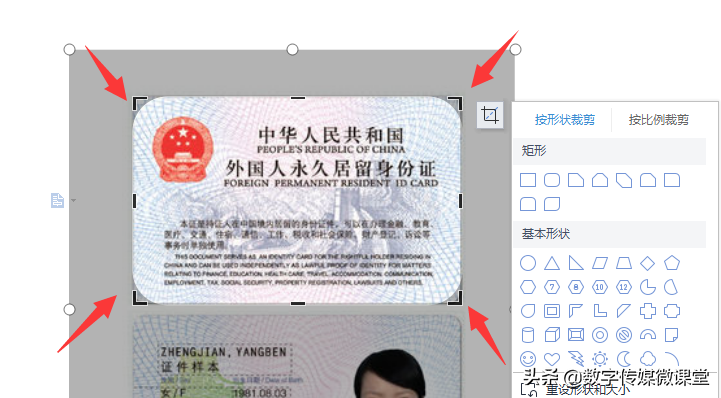 中华人民共和国
PEOPLE'S REPUBLIC OF CHINA
外国人永久居留身份证
FOREIGN PERMANENT RESIDENT ID CARD
本证是持证人在中国境内居留的身份证件,可以在办理金融、教育、
医疗、交通、住宿、通信、工作、税收和社会保险、财产登记、诉讼等
事务时单独使用。
THIS DOCUMENT SERVES AS AN IDENTITY CARD FOR THE RIGHTFUL HOLDER RESIDING IN
CHINA AND CAN BE USED INDEPENDENTLY AS LAWFUL PROOF OF IDENTITY FOR MATTERS
RELATING TO FINANCE, EDUCATION, HEALTH CARE, TRAVEL, ACCOMMODATION, COMMUNICATION,
EMPLOYMENT, TAX, SOCIAL SECURITY, PROPERTY REGISTRATION, LAWSUITS AND OTHERS.
ZHENGJIAN, YANGBEN
证件样本
Date of Birth
女/F
1981.08.03
按形状裁剪
按比例裁剪
矩形
基本形状
7 8 10 12
重设形状和大小
头条 @数字传媒微课堂